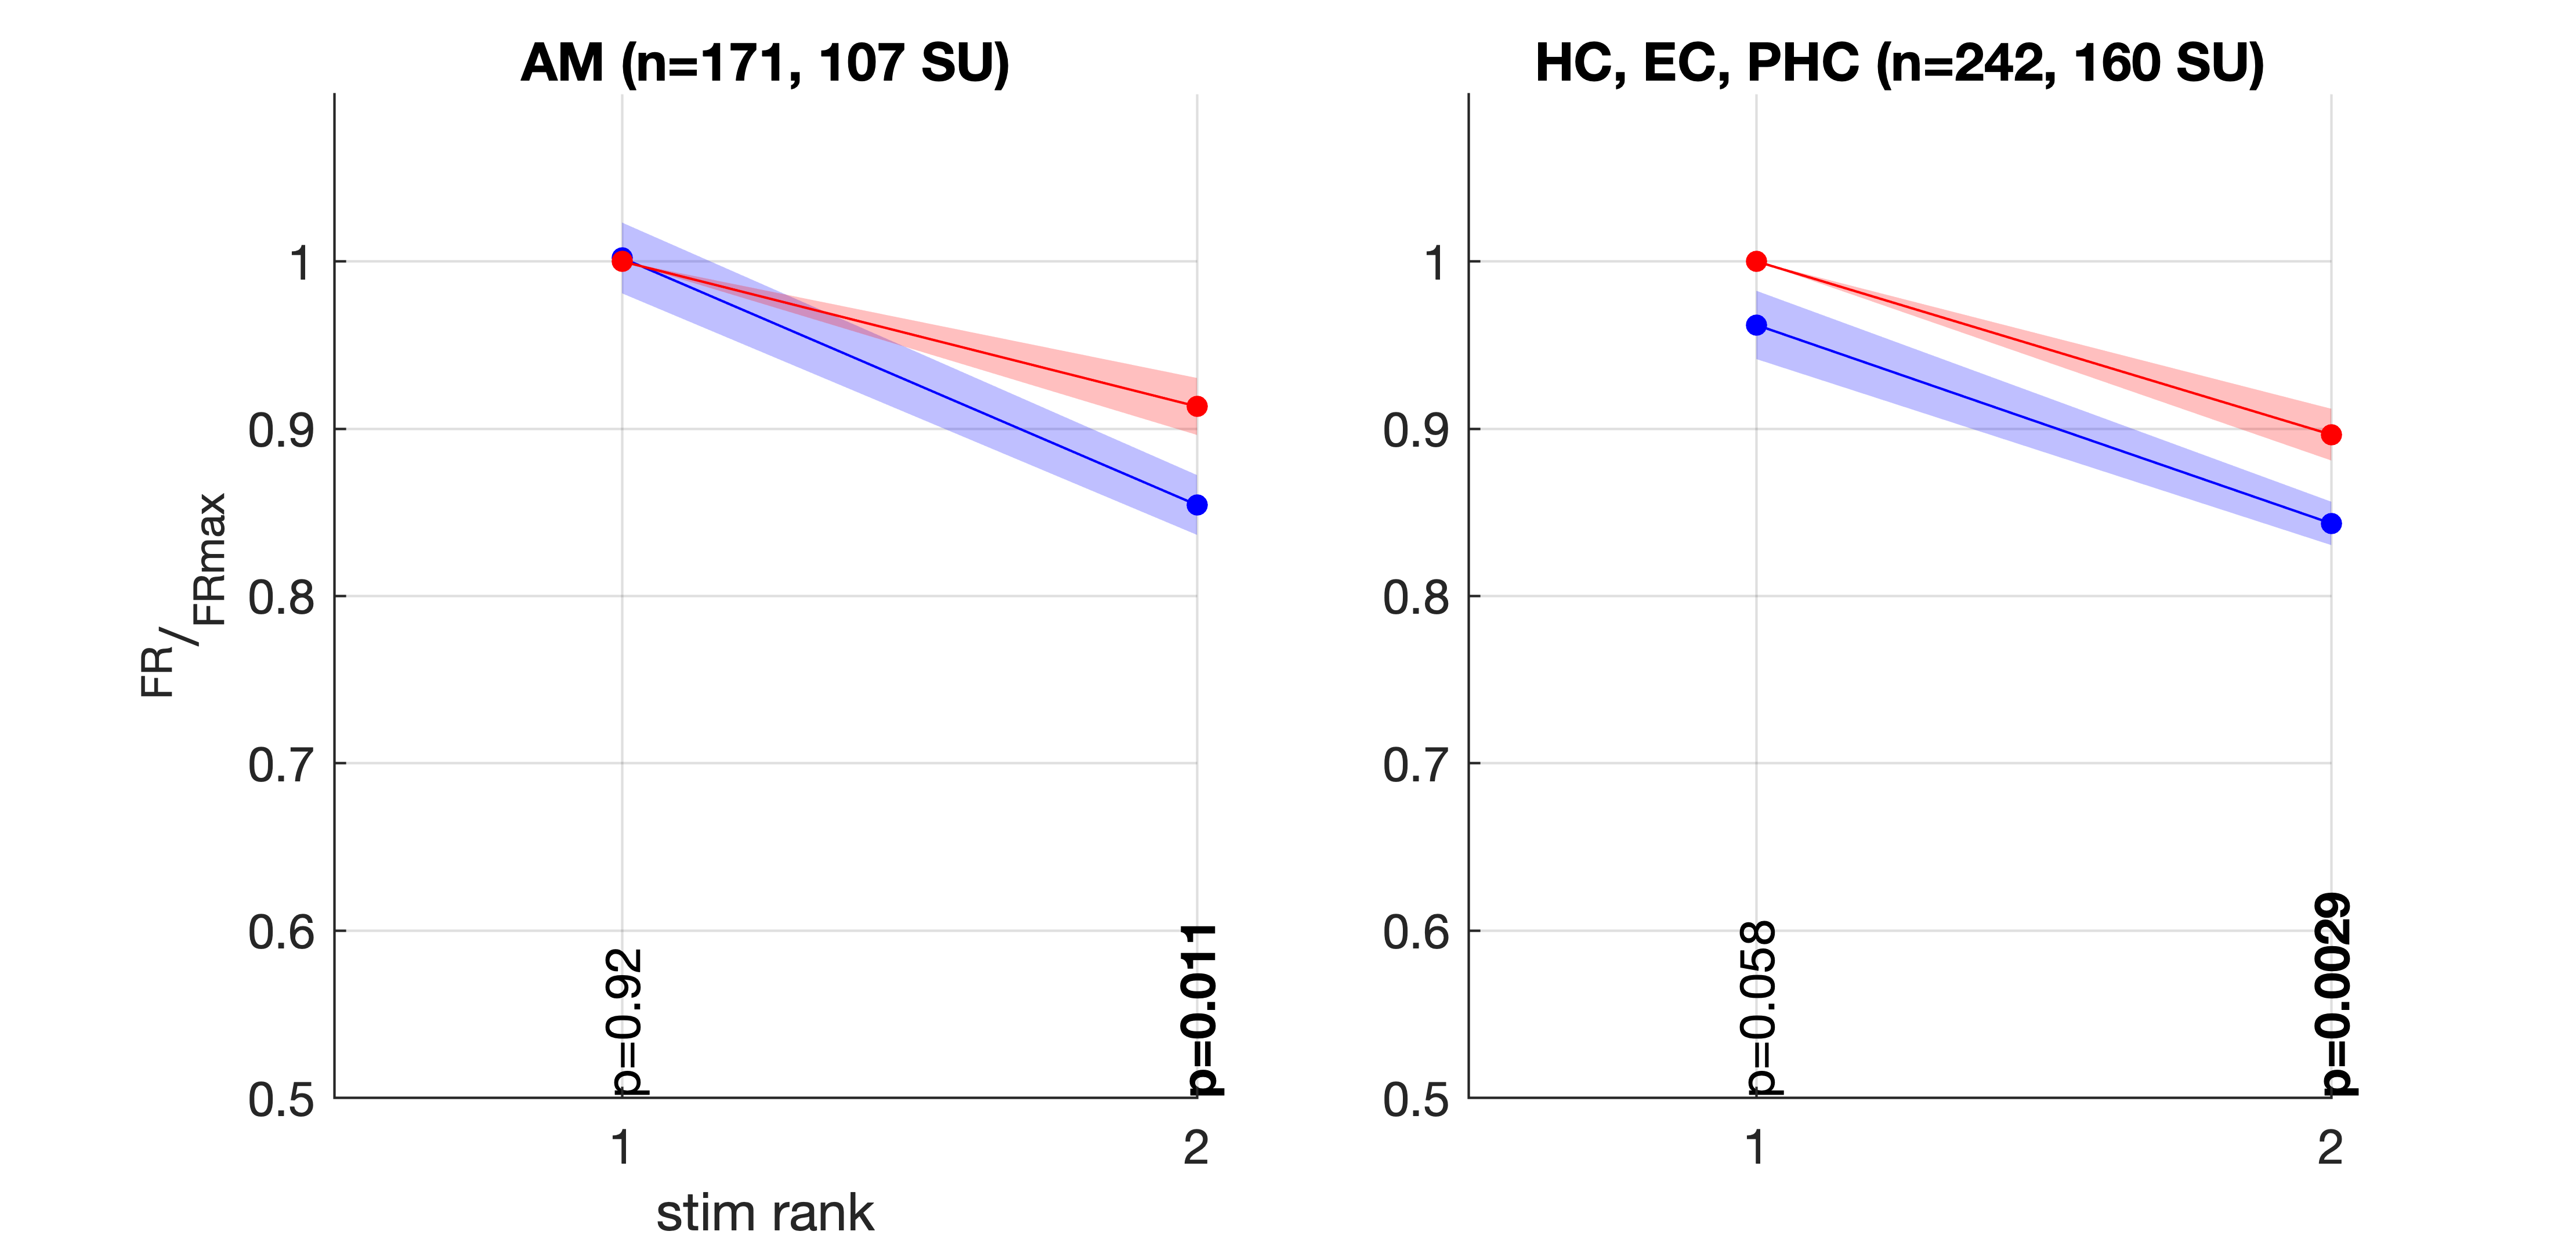 AM (n=171, 107 SU)
FR/FRmax
1
0.9
0.8
0.7
0.6
0.5
p=0.92
p=0.011
1
2
stim rank
HC, EC, PHC (n=242, 160 SU)
1
0.9
0.8
0.7
0.6
0.5
p=0.058
p=0.0029
1
2